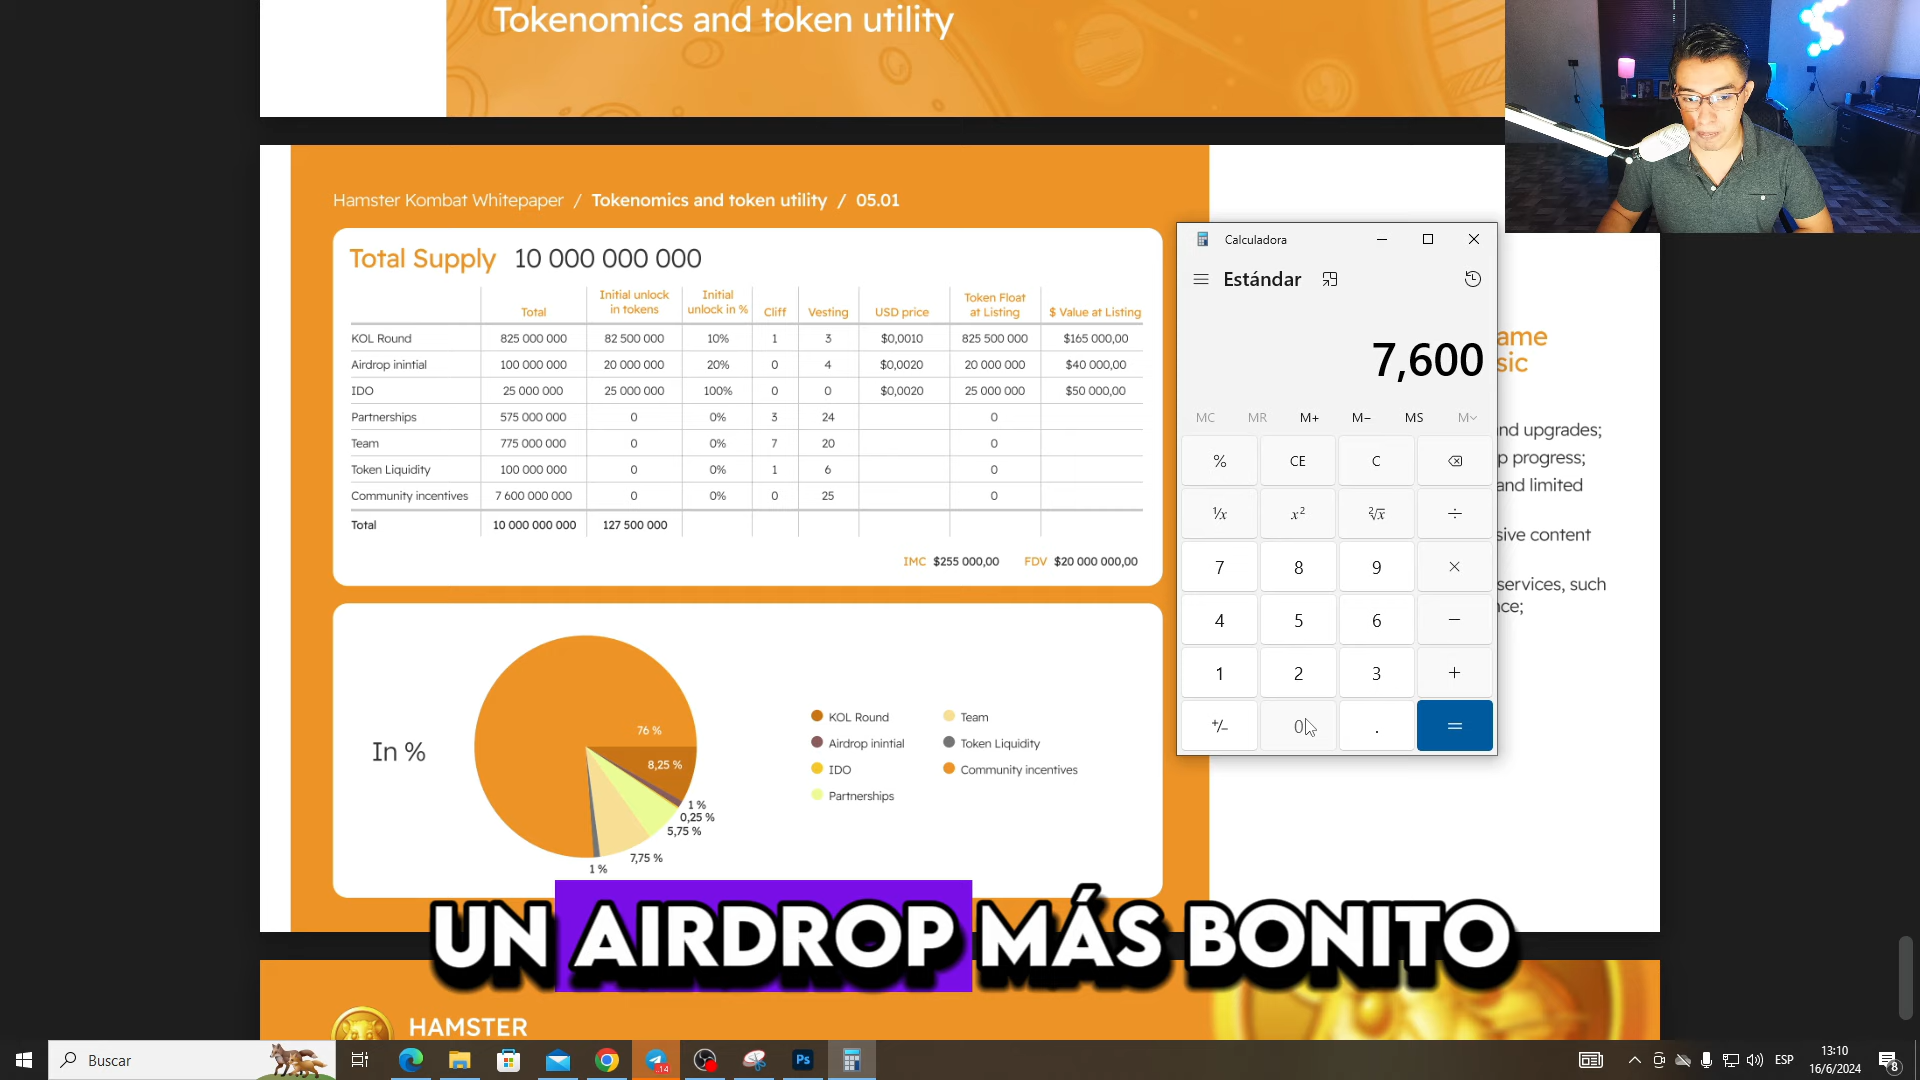 Tokenomics and token utility
Hamster Kombat Whitepaper / Tokenomics and token utility / 05.01
Total Supply 10 000 000 000
Total Initial unlock in tokens Initial unlock in % Cliff Vesting USD price Token Float at Listing $ Value at Listing
KOL Round 825 000 000 82 500 000 10% 1 3 $0,0010 825 500 000 $165 000,00
Airdrop inintial 100 000 000 20 000 000 20% 0 4 $0,0020 20 000 000 $40 000,00
IDO 25 000 000 25 000 000 100% 0 0 $0,0020 25 000 000 $50 000,00
Partnerships 575 000 000 0 0% 3 24 0
Team 775 000 000 0 0% 7 20 0
Token Liquidity 100 000 000 0 0% 1 6 0
Community incentives 7 600 000 000 0 0% 0 25 0
Total 10 000 000 000 127 500 000
IMC $255 000,00 FDV $20 000 000,00
In %
76 %
8,25 %
1 %
0,25 %
5,75 %
7,75 %
1 %
KOL Round Team
Airdrop inintial Token Liquidity
IDO Community incentives
Partnerships
Calculadora
Estándar
7,600
MC MR M+ M− MS M
% CE C
¹/x x² ²√x ÷
7 8 9 ×
4 5 6 −
1 2 3 +
+/− 0 . =
ame
sic
nd upgrades;
p progress;
and limited
sive content
services, such
nce;
UN AIRDROP MÁS BONITO
HAMSTER
Buscar
14
Ps
ESP
13:10
16/6/2024
8